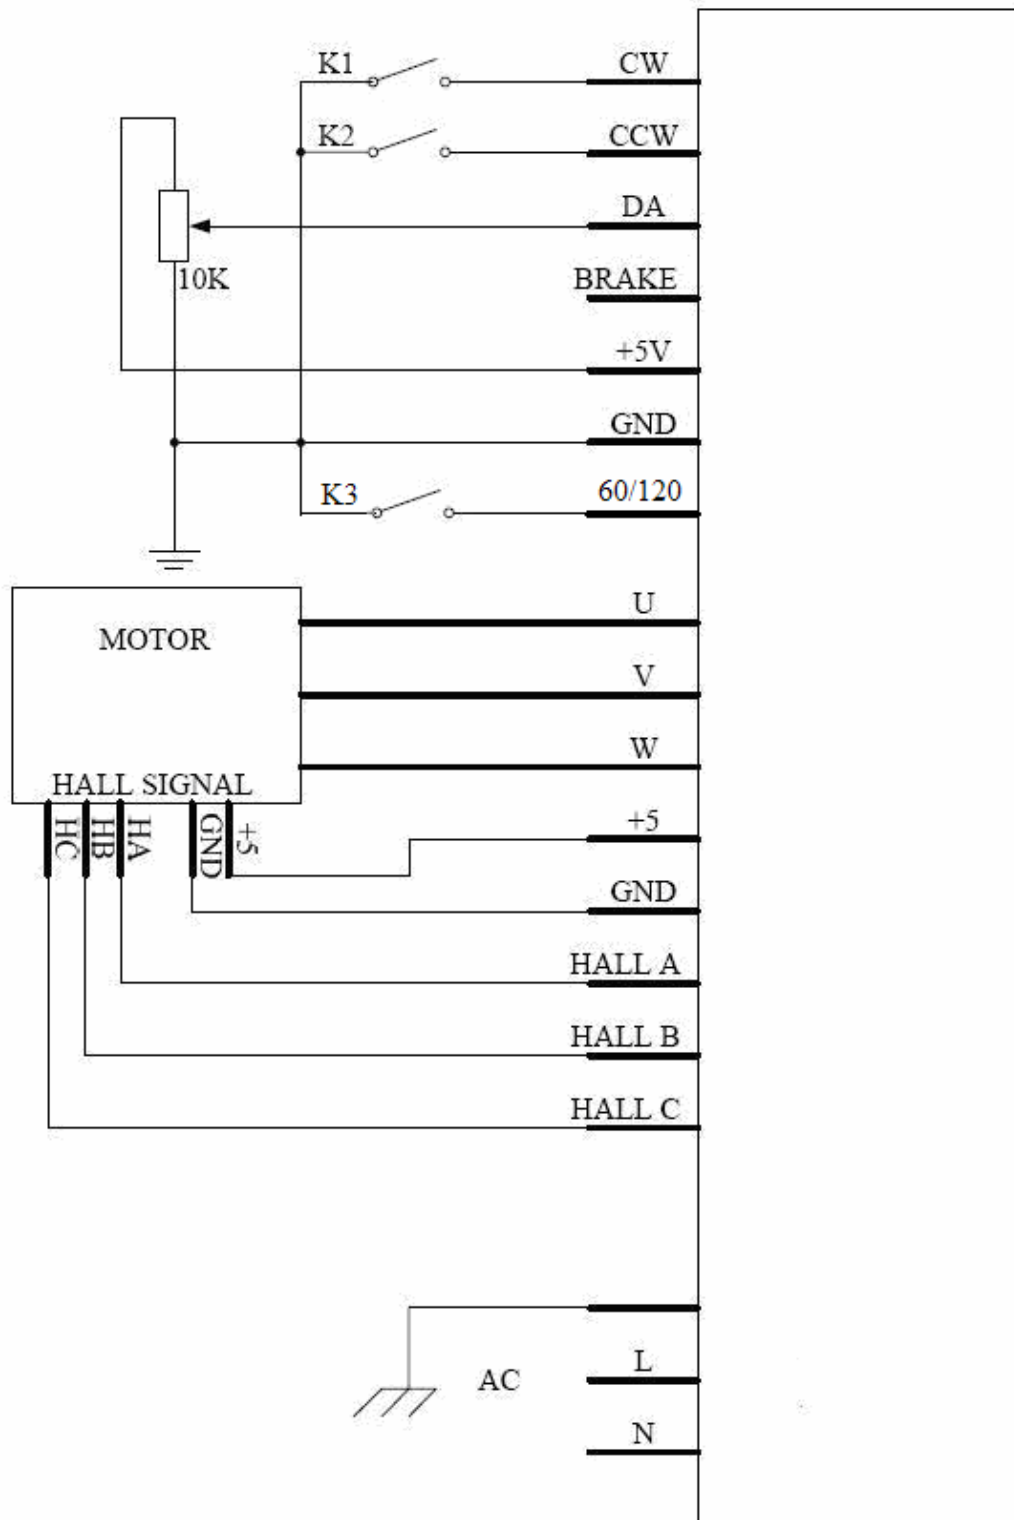 K1
CW
K2
CCW
DA
10K
BRAKE
+5V
GND
K3
60/120
U
MOTOR
V
W
HALL SIGNAL
HC
HB
HA
GND
+5
+5
GND
HALL A
HALL B
HALL C
L
AC
N